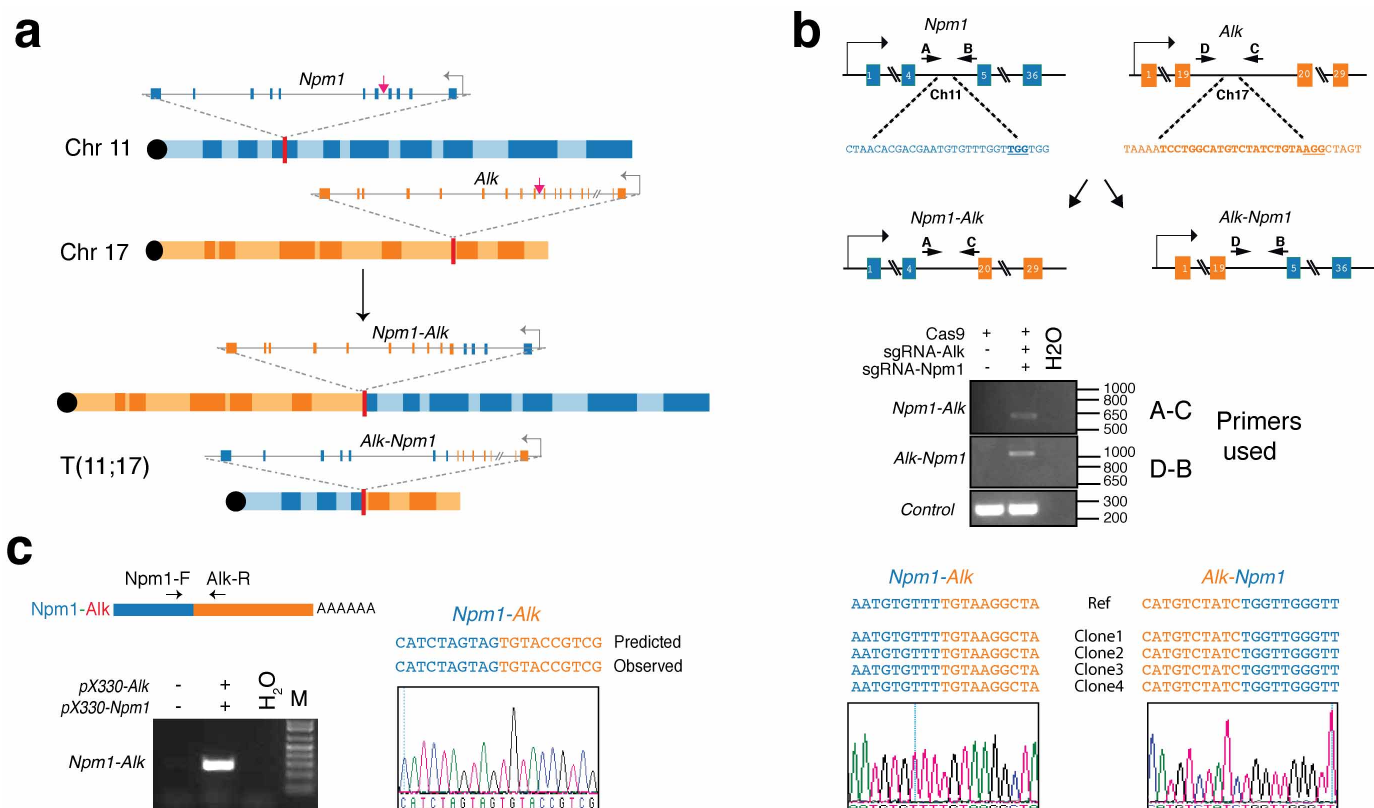 a
Npm1
Chr 11
Alk
Chr 17
Npm1-Alk
Alk-Npm1
T(11;17)
b
Npm1
A B
1 4 5 36
Ch11
CTAACACGACGAATGTGTTTGGTTGGTGG
Alk
D C
1 19 20 29
Ch17
TAAAATCCTGGCATGTCTATCTGTAAGGCTAGT
Npm1-Alk
A C
1 4 20 29
Alk-Npm1
D B
1 19 5 36
Cas9 + +
sgRNA-Alk - +
sgRNA-Npm1 - +
H2O
Npm1-Alk
1000
800
650
500
A-C
Alk-Npm1
1000
800
650
D-B
Primers used
Control
300
200
Npm1-Alk Alk-Npm1
AATGTGTTTTGTAAGGCTA Ref CATGTCTATCTGGTTGGGTT
AATGTGTTTTGTAAGGCTA Clone1 CATGTCTATCTGGTTGGGTT
AATGTGTTTTGTAAGGCTA Clone2 CATGTCTATCTGGTTGGGTT
AATGTGTTTTGTAAGGCTA Clone3 CATGTCTATCTGGTTGGGTT
AATGTGTTTTGTAAGGCTA Clone4 CATGTCTATCTGGTTGGGTT
c
Npm1-F Alk-R
Npm1-Alk AAAAAA
pX330-Alk - +
pX330-Npm1 - +
H2O
M
Npm1-Alk
Npm1-Alk
CATCTAGTAGTGTACCGTCG Predicted
CATCTAGTAGTGTACCGTCG Observed
CATCTAGTAGTGTACCGTCG